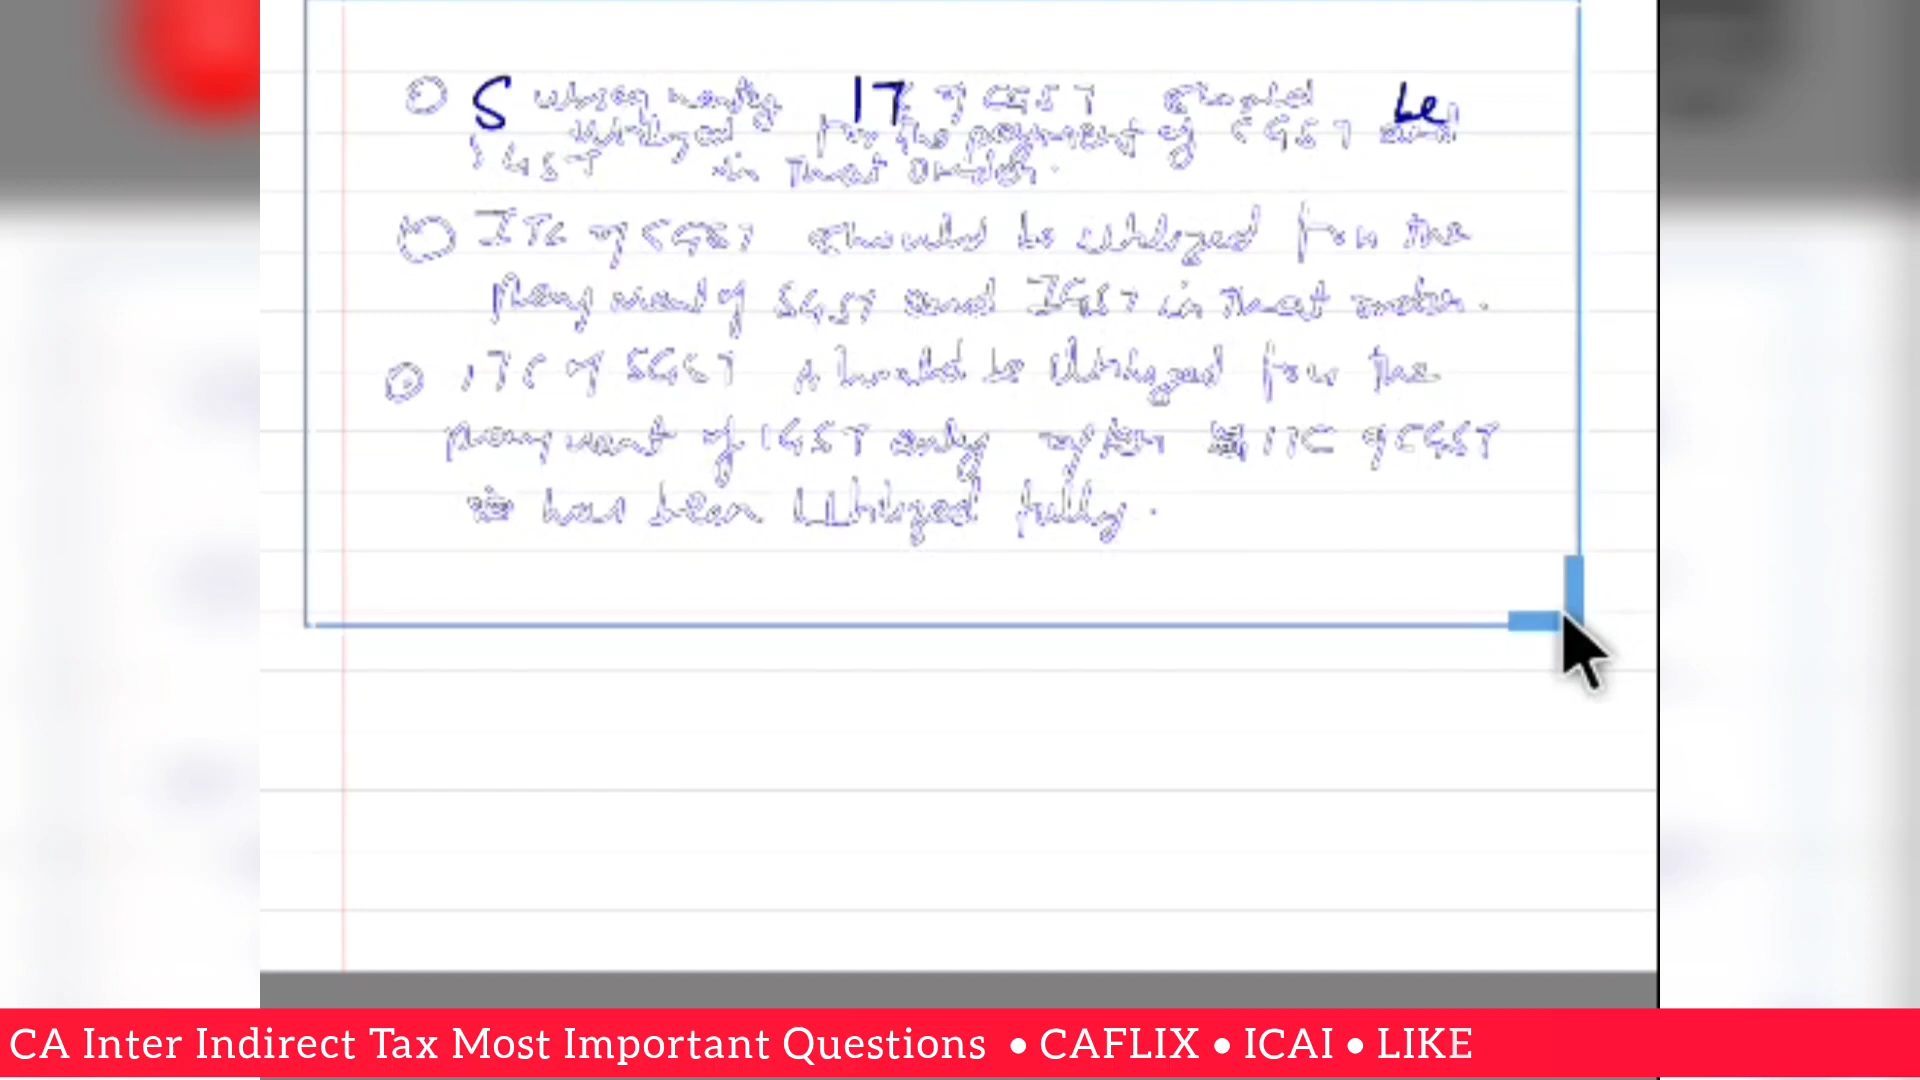 S ubsequently IT of CGST should be
utilized for the payment of CGST and
SGST in that order.
ITC of CGST should be utilized for the
payment of SGST and IGST in that order.
ITC of SGST should be utilized for the
payment of IGST only after ITC of CGST
has been utilized fully.
CA Inter Indirect Tax Most Important Questions • CAFLIX • ICAI • LIKE